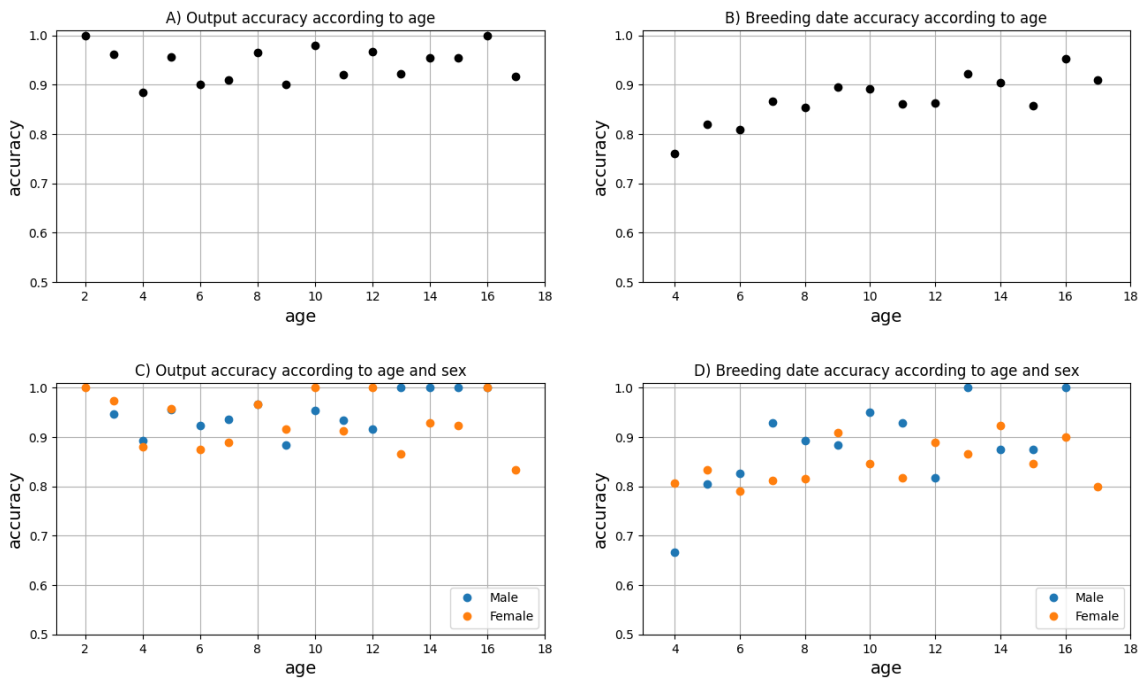 A) Output accuracy according to age
1.0
0.9
0.8
0.7
0.6
0.5
accuracy
2 4 6 8 10 12 14 16 18
age
B) Breeding date accuracy according to age
1.0
0.9
0.8
0.7
0.6
0.5
accuracy
4 6 8 10 12 14 16 18
age
C) Output accuracy according to age and sex
1.0
0.9
0.8
0.7
0.6
0.5
accuracy
Male
Female
2 4 6 8 10 12 14 16 18
age
D) Breeding date accuracy according to age and sex
1.0
0.9
0.8
0.7
0.6
0.5
accuracy
Male
Female
4 6 8 10 12 14 16 18
age